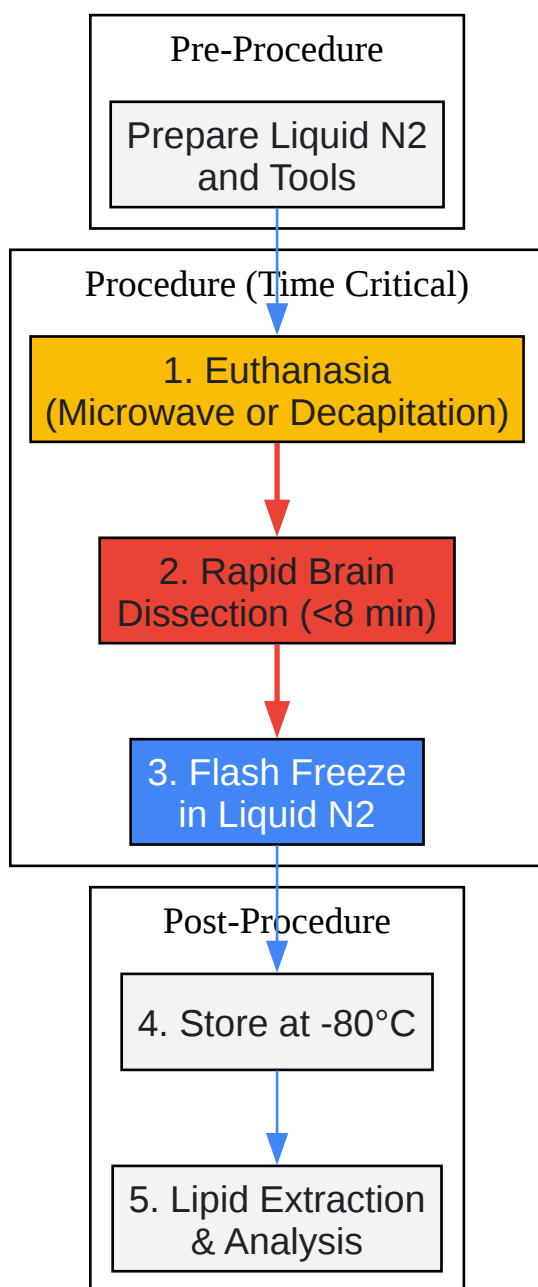 Pre-Procedure
Prepare Liquid N2
and Tools
Procedure (Time Critical)
1. Euthanasia
(Microwave or Decapitation)
2. Rapid Brain
Dissection (<8 min)
3. Flash Freeze
in Liquid N2
Post-Procedure
4. Store at -80°C
5. Lipid Extraction
& Analysis